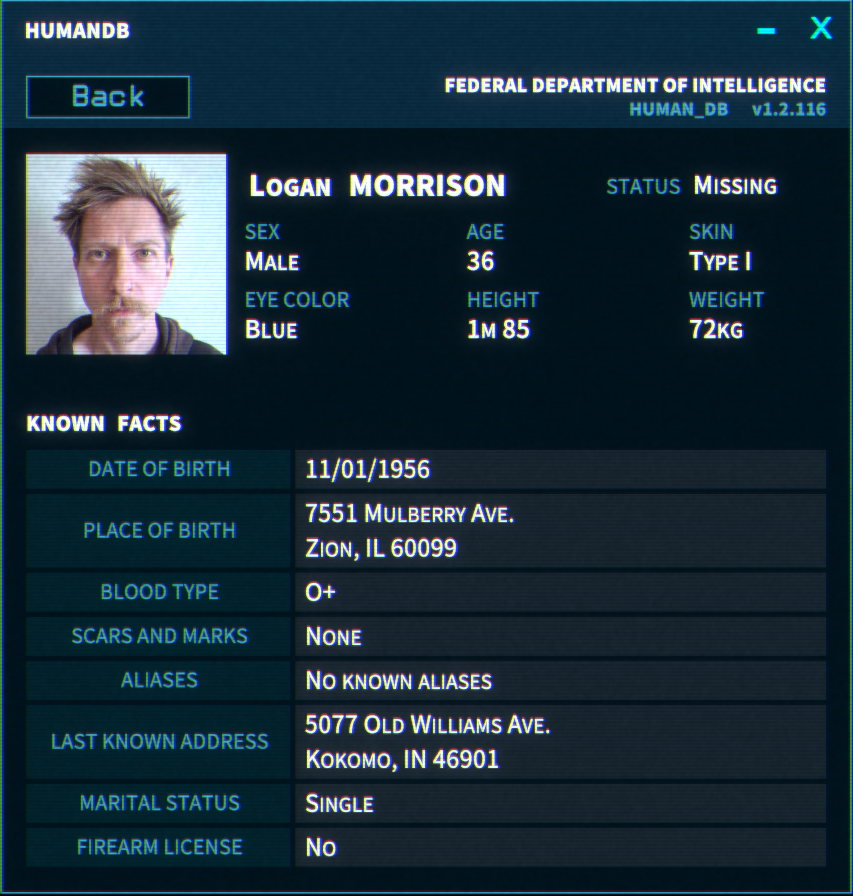 HUMANDB
– X
Back
FEDERAL DEPARTMENT OF INTELLIGENCE
HUMAN_DB v1.2.116
Logan MORRISON
STATUS Missing
SEX AGE SKIN
Male 36 Type I
EYE COLOR HEIGHT WEIGHT
Blue 1m 85 72kg
KNOWN FACTS
DATE OF BIRTH 11/01/1956
PLACE OF BIRTH 7551 Mulberry Ave.
Zion, IL 60099
BLOOD TYPE O+
SCARS AND MARKS None
ALIASES No known aliases
LAST KNOWN ADDRESS 5077 Old Williams Ave.
Kokomo, IN 46901
MARITAL STATUS Single
FIREARM LICENSE No